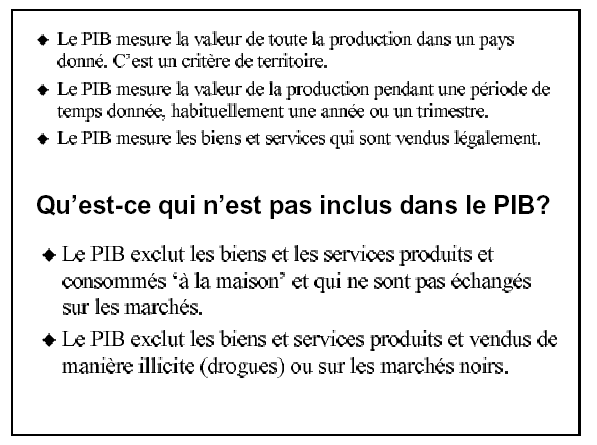 ◆ Le PIB mesure la valeur de toute la production dans un pays
donné. C’est un critère de territoire.
◆ Le PIB mesure la valeur de la production pendant une période de
temps donnée, habituellement une année ou un trimestre.
◆ Le PIB mesure les biens et services qui sont vendus légalement.
Qu’est-ce qui n’est pas inclus dans le PIB?
◆ Le PIB exclut les biens et les services produits et
consommés ‘à la maison’ et qui ne sont pas échangés
sur les marchés.
◆ Le PIB exclut les biens et services produits et vendus de
manière illicite (drogues) ou sur les marchés noirs.